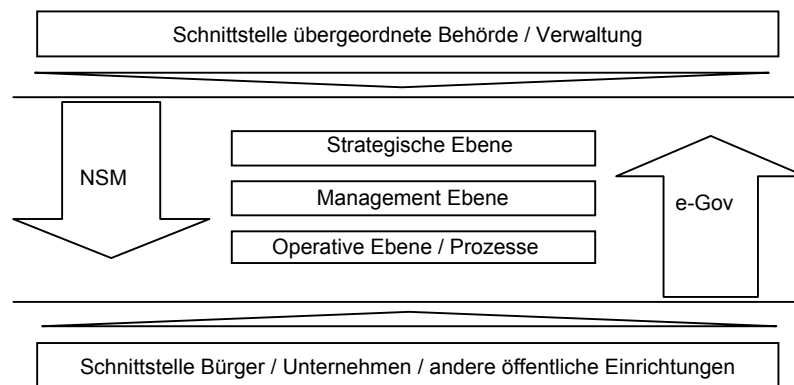 Schnittstelle übergeordnete Behörde / Verwaltung
Strategische Ebene
NSM
Management Ebene
e-Gov
Operative Ebene / Prozesse
Schnittstelle Bürger / Unternehmen / andere öffentliche Einrichtungen